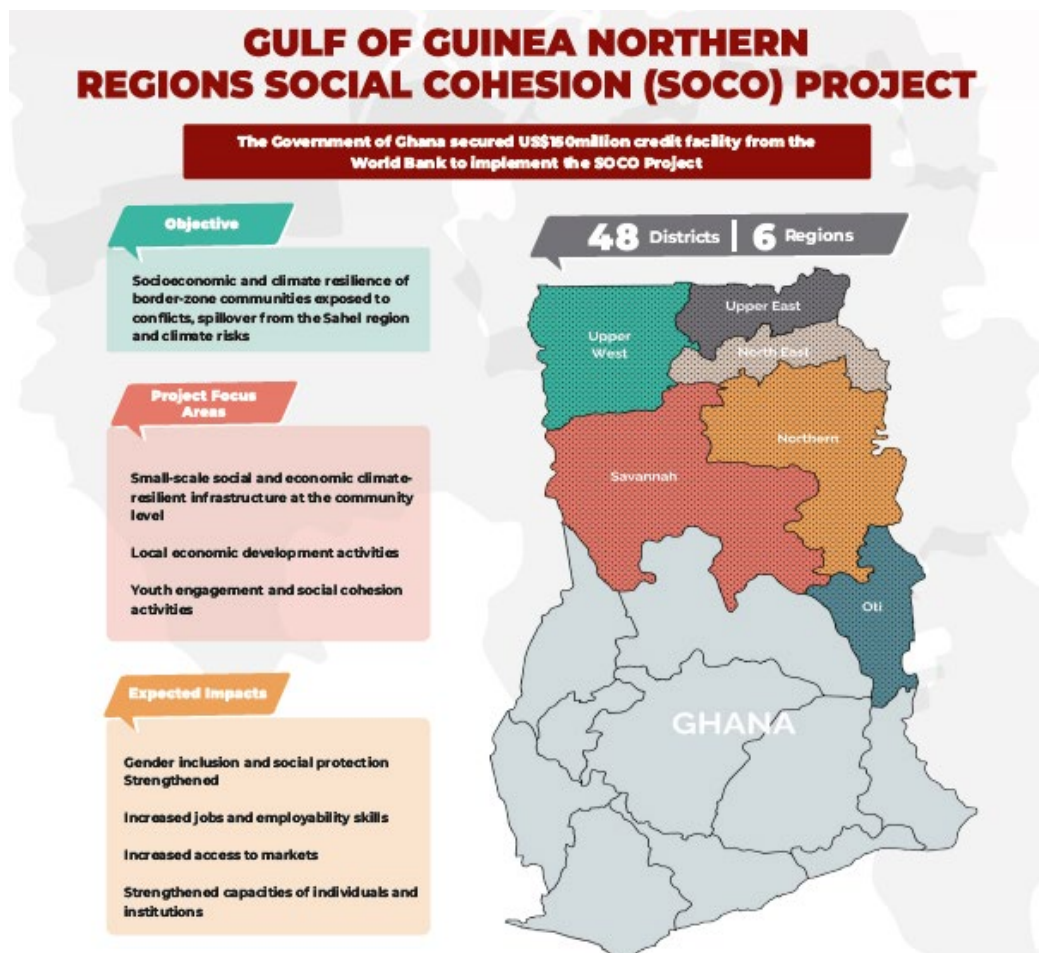 GULF OF GUINEA NORTHERN
REGIONS SOCIAL COHESION (SOCO) PROJECT
The Government of Ghana secured US$150million credit facility from the
World Bank to implement the SOCO Project
Objective
Socioeconomic and climate resilience of
border-zone communities exposed to
conflicts, spillover from the Sahel region
and climate risks
Project Focus
Areas
Small-scale social and economic climate-
resilient infrastructure at the community
level
Local economic development activities
Youth engagement and social cohesion
activities
Expected Impacts
Gender inclusion and social protection
Strengthened
Increased jobs and employability skills
Increased access to markets
Strengthened capacities of individuals and
institutions
48 Districts | 6 Regions
Upper East
Upper
West
North East
Northern
Savannah
Oti
GHANA